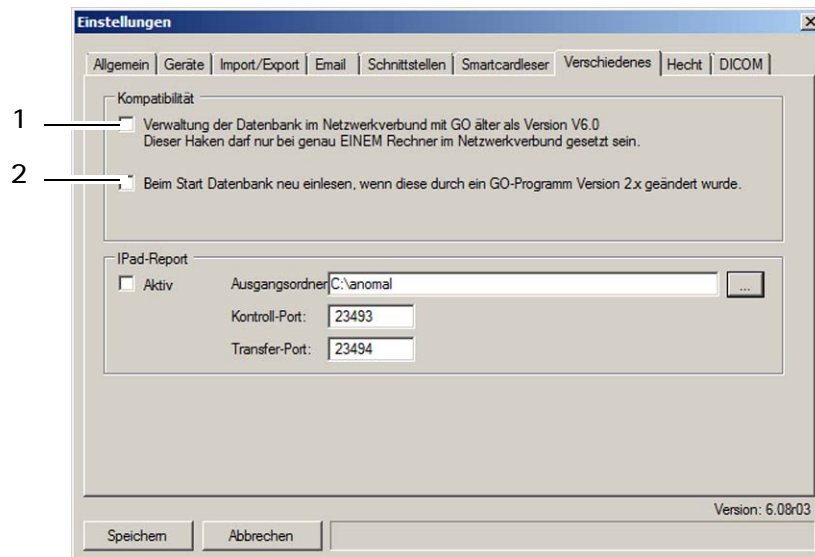 Einstellungen
Allgemein Geräte Import/Export Email Schnittstellen Smartcardleser Verschiedenes Hecht DICOM
Kompatibilität
1
Verwaltung der Datenbank im Netzwerkverbund mit GO älter als Version V6.0
Dieser Haken darf nur bei genau EINEM Rechner im Netzwerkverbund gesetzt sein.
2
Beim Start Datenbank neu einlesen, wenn diese durch ein GO-Programm Version 2.x geändert wurde.
IPad-Report
Aktiv Ausgangsordner C:\anomal ...
Kontroll-Port: 23493
Transfer-Port: 23494
Version: 6.08r03
Speichern Abbrechen